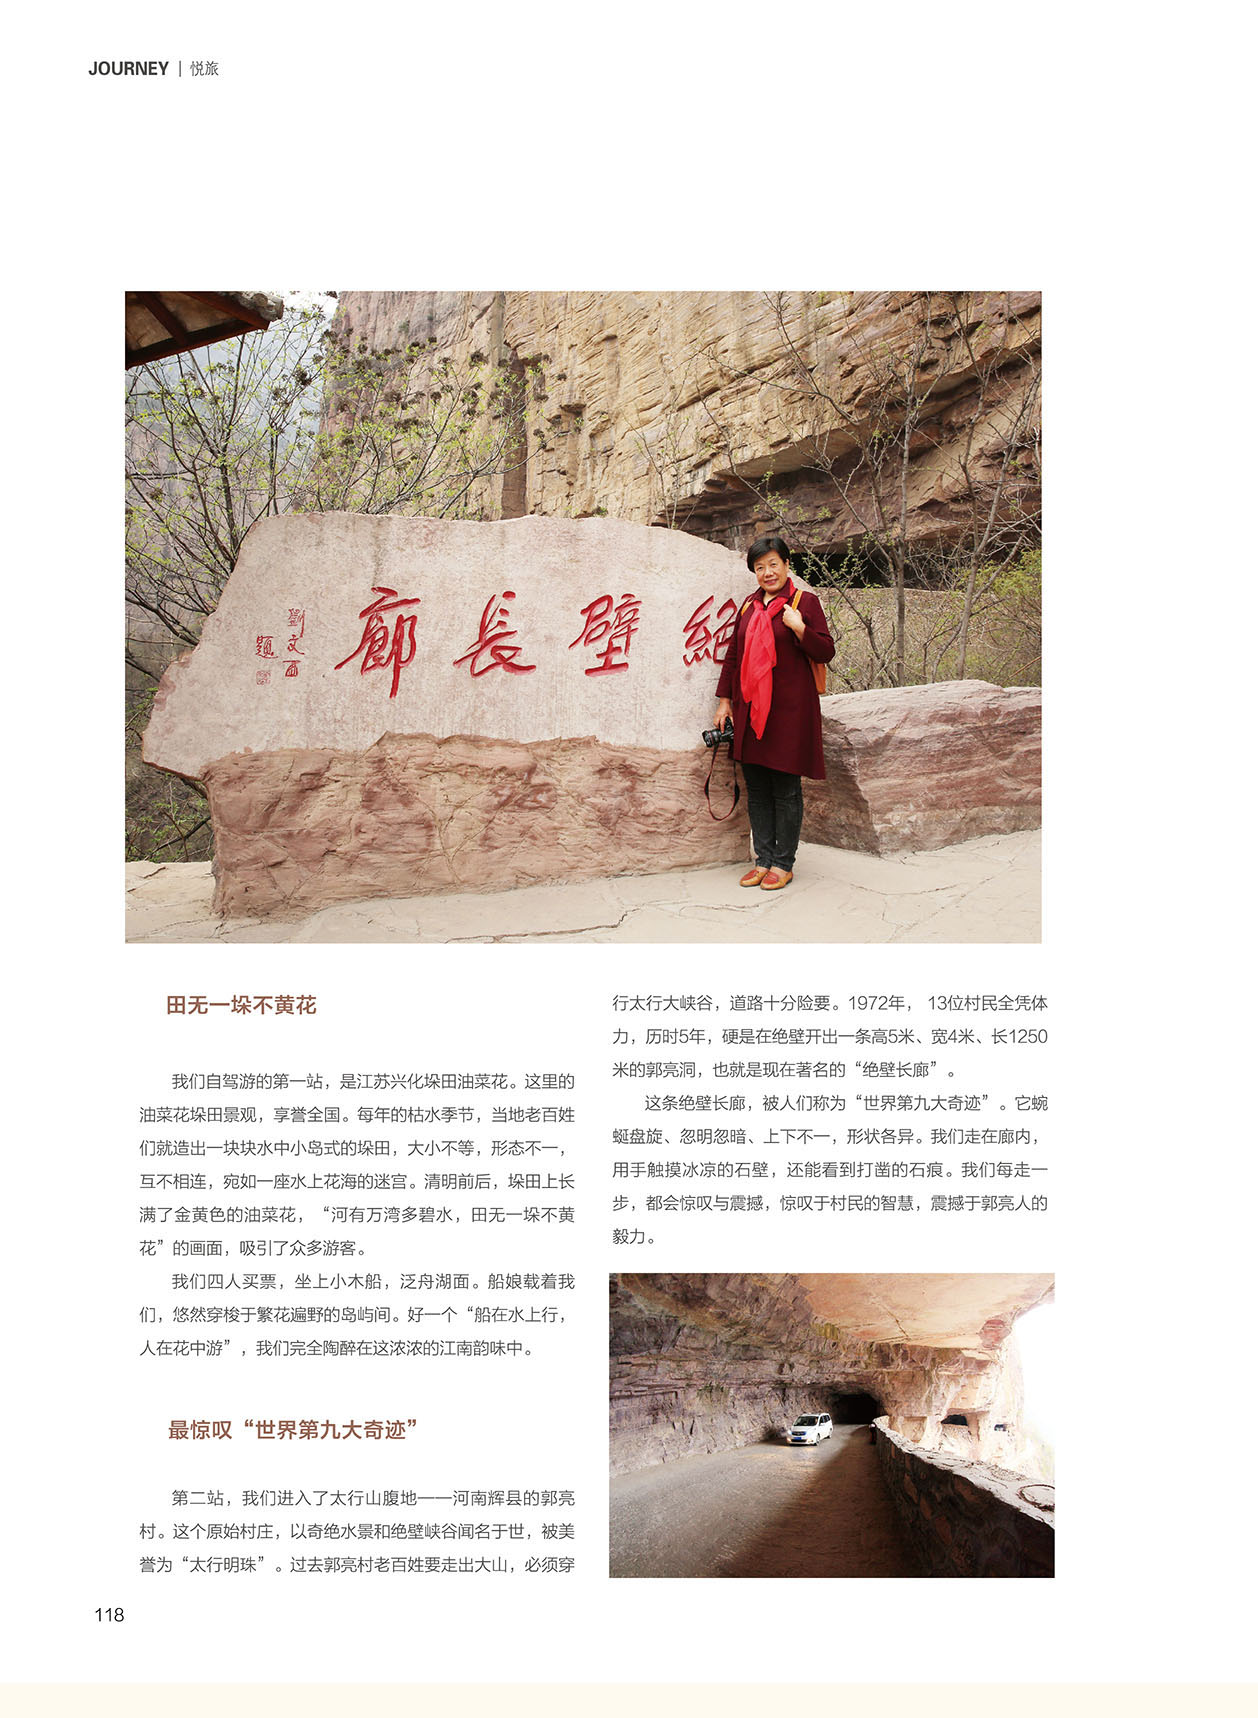 JOURNEY | 悦旅
絕壁長廊
劉文西
題
田无一垛不黄花
我们自驾游的第一站，是江苏兴化垛田油菜花。这里的
油菜花垛田景观，享誉全国。每年的枯水季节，当地老百姓
们就造出一块块水中小岛式的垛田，大小不等，形态不一，
互不相连，宛如一座水上花海的迷宫。清明前后，垛田上长
满了金黄色的油菜花，“河有万湾多碧水，田无一垛不黄
花”的画面，吸引了众多游客。
我们四人买票，坐上小木船，泛舟湖面。船娘载着我
们，悠然穿梭于繁花遍野的岛屿间。好一个“船在水上行，
人在花中游”，我们完全陶醉在这浓浓的江南韵味中。
最惊叹“世界第九大奇迹”
第二站，我们进入了太行山腹地——河南辉县的郭亮
村。这个原始村庄，以奇绝水景和绝壁峡谷闻名于世，被美
誉为“太行明珠”。过去郭亮村老百姓要走出大山，必须穿
行太行大峡谷，道路十分险要。1972年， 13位村民全凭体
力，历时5年，硬是在绝壁开出一条高5米、宽4米、长1250
米的郭亮洞，也就是现在著名的“绝壁长廊”。
这条绝壁长廊，被人们称为“世界第九大奇迹”。它蜿
蜒盘旋、忽明忽暗、上下不一，形状各异。我们走在廊内，
用手触摸冰凉的石壁，还能看到打凿的石痕。我们每走一
步，都会惊叹与震撼，惊叹于村民的智慧，震撼于郭亮人的
毅力。
118